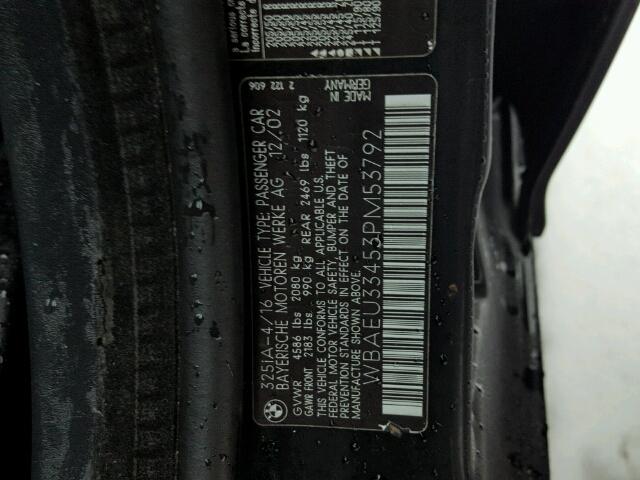 325IA-4/16 VEHICLE TYPE: PASSENGER CAR
BAYERISCHE MOTOREN WERKE AG 12/02
GVWR 4586 lbs 2080 kg
GAWR FRONT 2183 lbs 990 kg REAR 2469 lbs 1120 kg
THIS VEHICLE CONFORMS TO ALL APPLICABLE U.S.
FEDERAL MOTOR VEHICLE SAFETY, BUMPER AND THEFT
PREVENTION STANDARDS IN EFFECT ON THE DATE OF
MANUFACTURE SHOWN ABOVE.
WBAEU33453PM53792
2 122 606
MADE IN
GERMANY